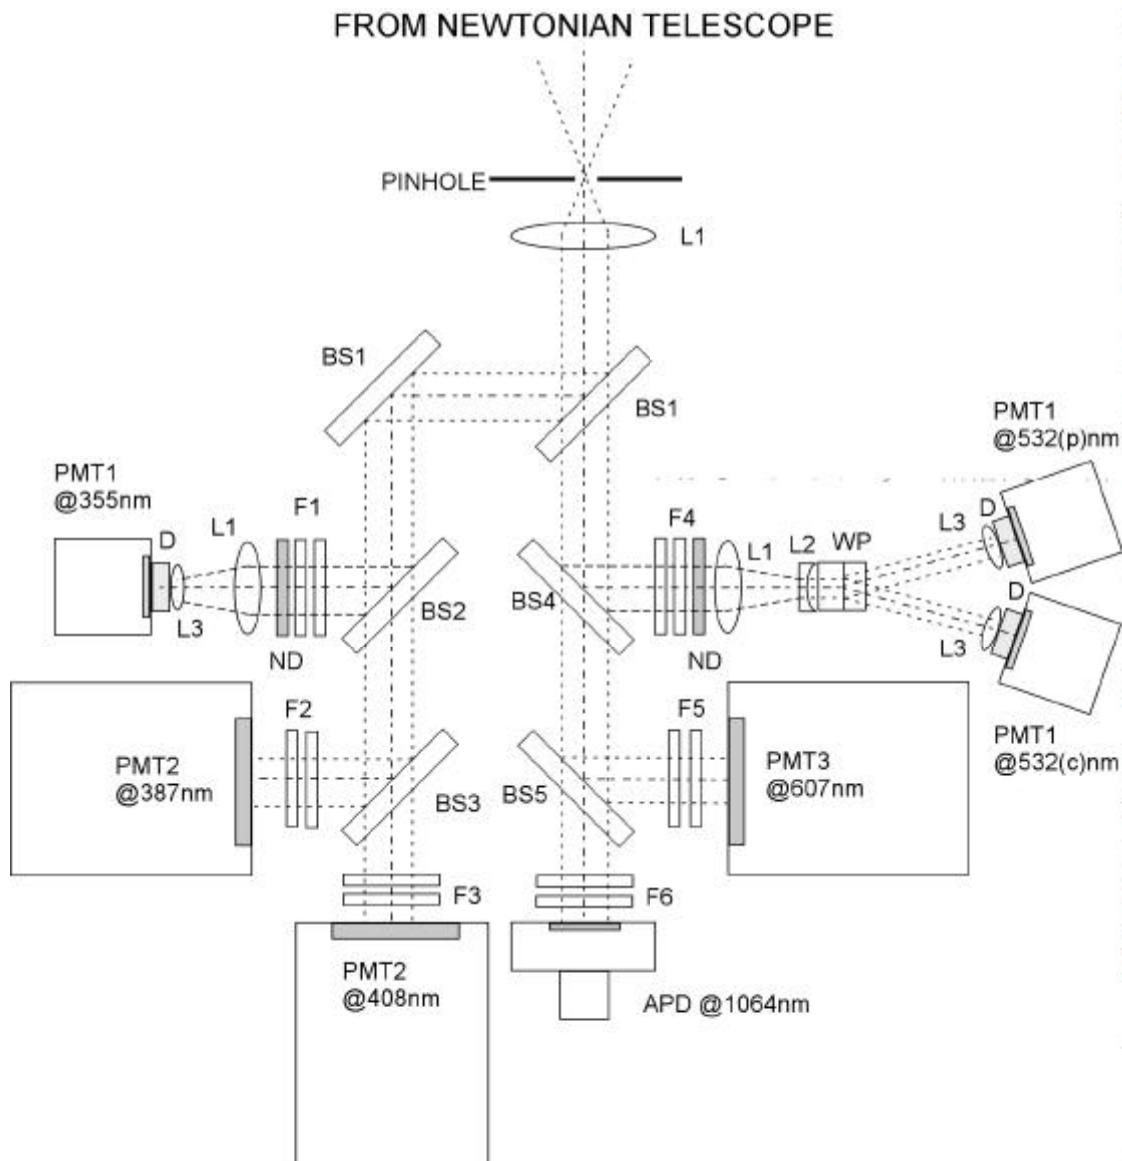 FROM NEWTONIAN TELESCOPE
PINHOLE
L1
BS1
BS1
PMT1
@355nm
D
L1
F1
L3
ND
BS2
F4
L1
L2
WP
BS4
ND
PMT1
@532(p)nm
L3
D
D
L3
PMT1
@532(c)nm
PMT2
@387nm
F2
BS3
BS5
F5
PMT3
@607nm
F3
F6
PMT2
@408nm
APD @1064nm